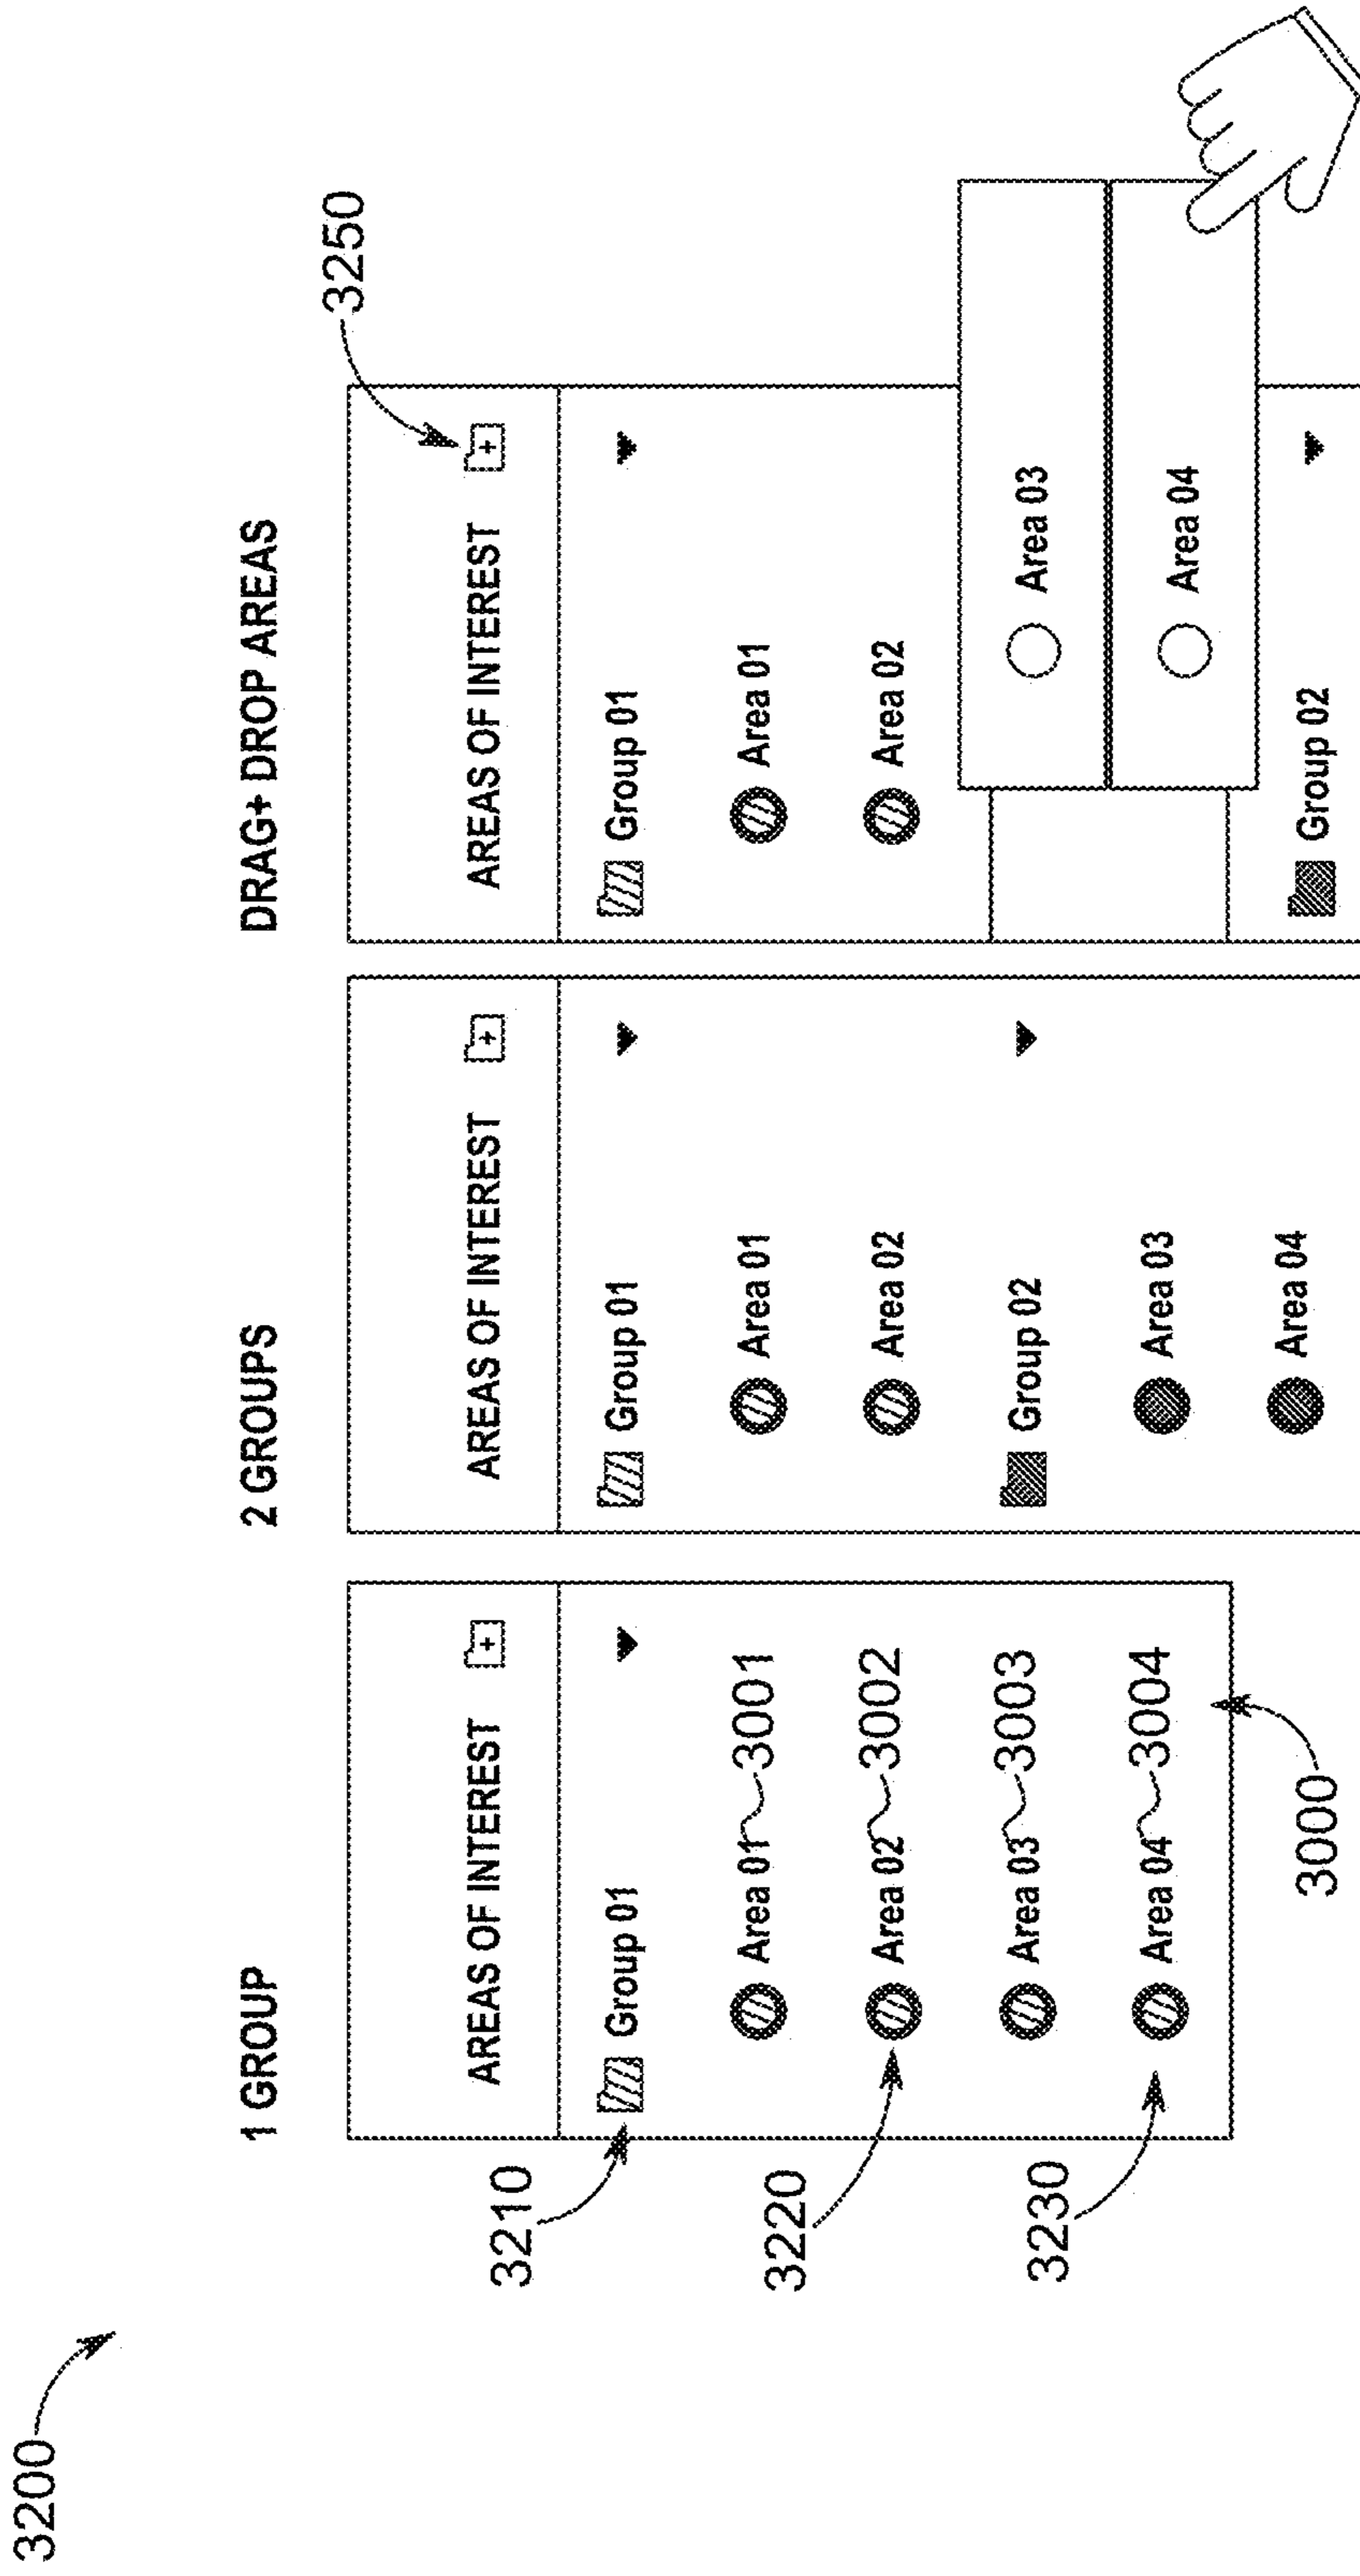 3200
1 GROUP
AREAS OF INTEREST
3210
Group 01
Area 01 3001
3220
Area 02 3002
Area 03 3003
3230
Area 04 3004
3000
2 GROUPS
AREAS OF INTEREST
Group 01
Area 01
Area 02
Group 02
Area 03
Area 04
DRAG+ DROP AREAS
3250
AREAS OF INTEREST
Group 01
Area 01
Area 02
Area 03
Area 04
Group 02